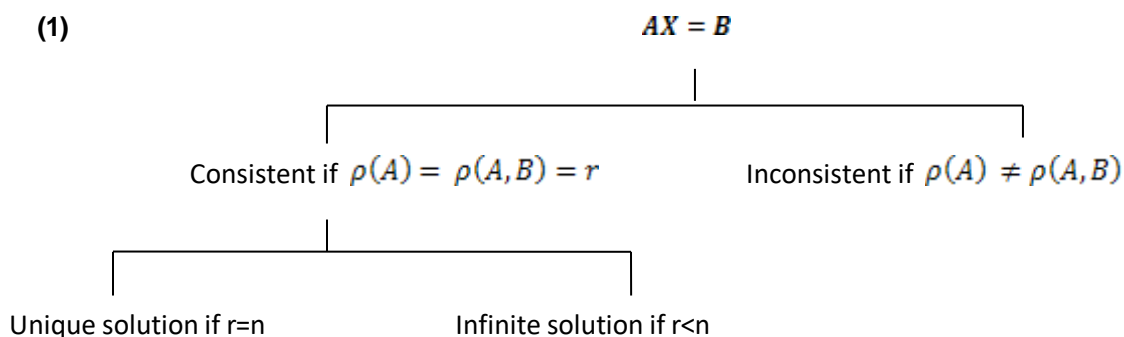 (1) AX = B
Consistent if ρ(A) = ρ(A,B) = r Inconsistent if ρ(A) ≠ ρ(A,B)
Unique solution if r=n Infinite solution if r<n